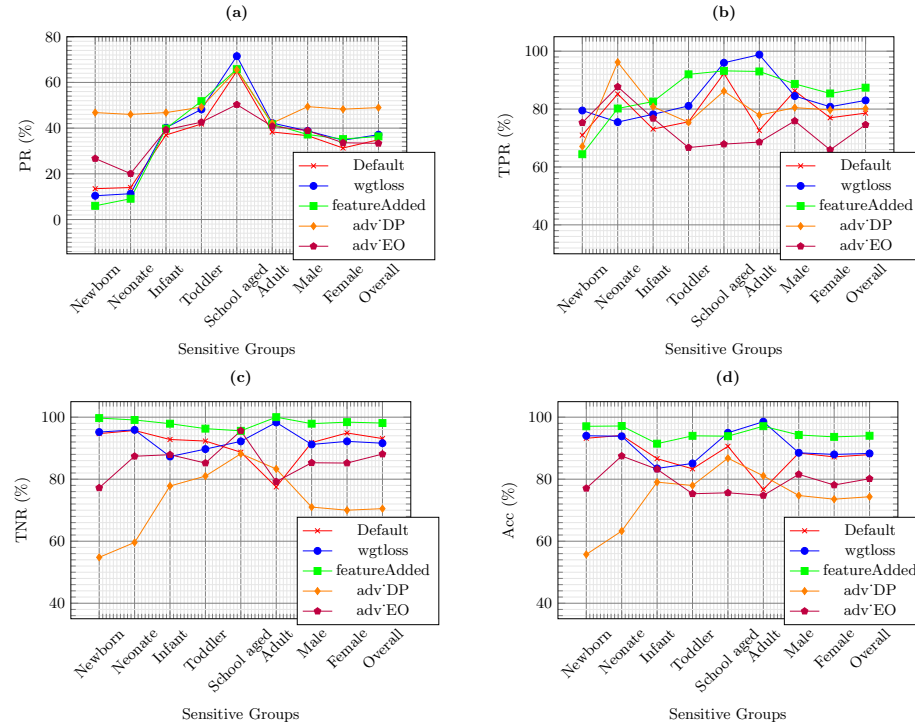 (a)
PR (%)
80
60
40
20
0
Newborn
Neonate
Infant
Toddler
School aged
Adult
Male
Female
Overall
Sensitive Groups
Default
wgtloss
featureAdded
adv˙DP
adv˙EO
(b)
TPR (%)
100
80
60
40
Newborn
Neonate
Infant
Toddler
School aged
Adult
Male
Female
Overall
Sensitive Groups
Default
wgtloss
featureAdded
adv˙DP
adv˙EO
(c)
TNR (%)
100
80
60
40
Newborn
Neonate
Infant
Toddler
School aged
Adult
Male
Female
Overall
Sensitive Groups
Default
wgtloss
featureAdded
adv˙DP
adv˙EO
(d)
Acc (%)
100
80
60
40
Newborn
Neonate
Infant
Toddler
School aged
Adult
Male
Female
Overall
Sensitive Groups
Default
wgtloss
featureAdded
adv˙DP
adv˙EO